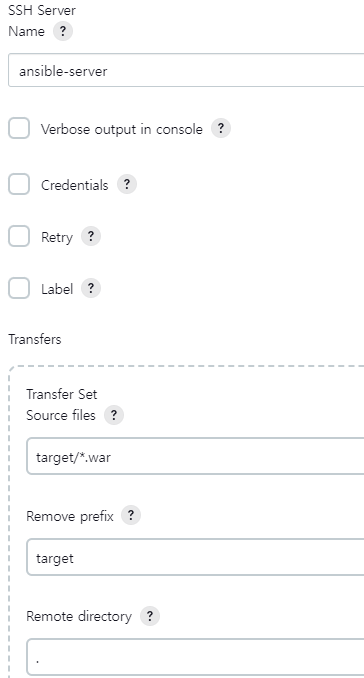 SSH Server
Name ?
ansible-server
Verbose output in console ?
Credentials ?
Retry ?
Label ?
Transfers
Transfer Set
Source files ?
target/*.war
Remove prefix ?
target
Remote directory ?
.